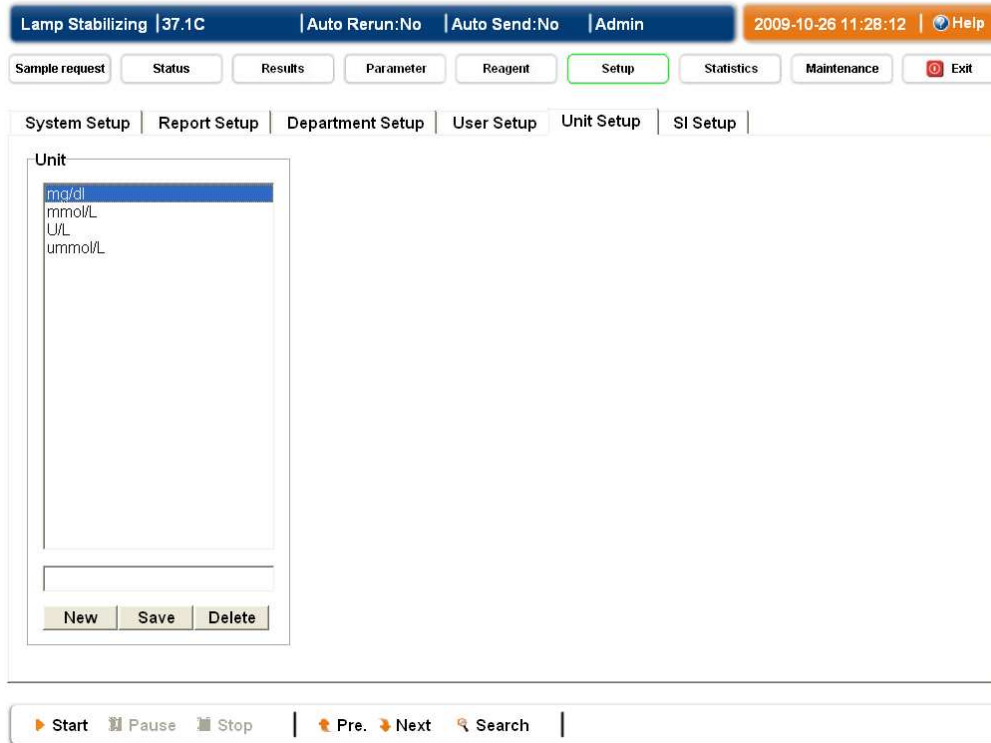 Lamp Stabilizing |37.1C |Auto Rerun:No |Auto Send:No |Admin 2009-10-26 11:28:12 | Help
Sample request Status Results Parameter Reagent Setup Statistics Maintenance Exit
System Setup | Report Setup | Department Setup | User Setup Unit Setup | SI Setup |
Unit
mg/dl
mmol/L
U/L
ummol/L
New Save Delete
Start Pause Stop | Pre. Next Search |